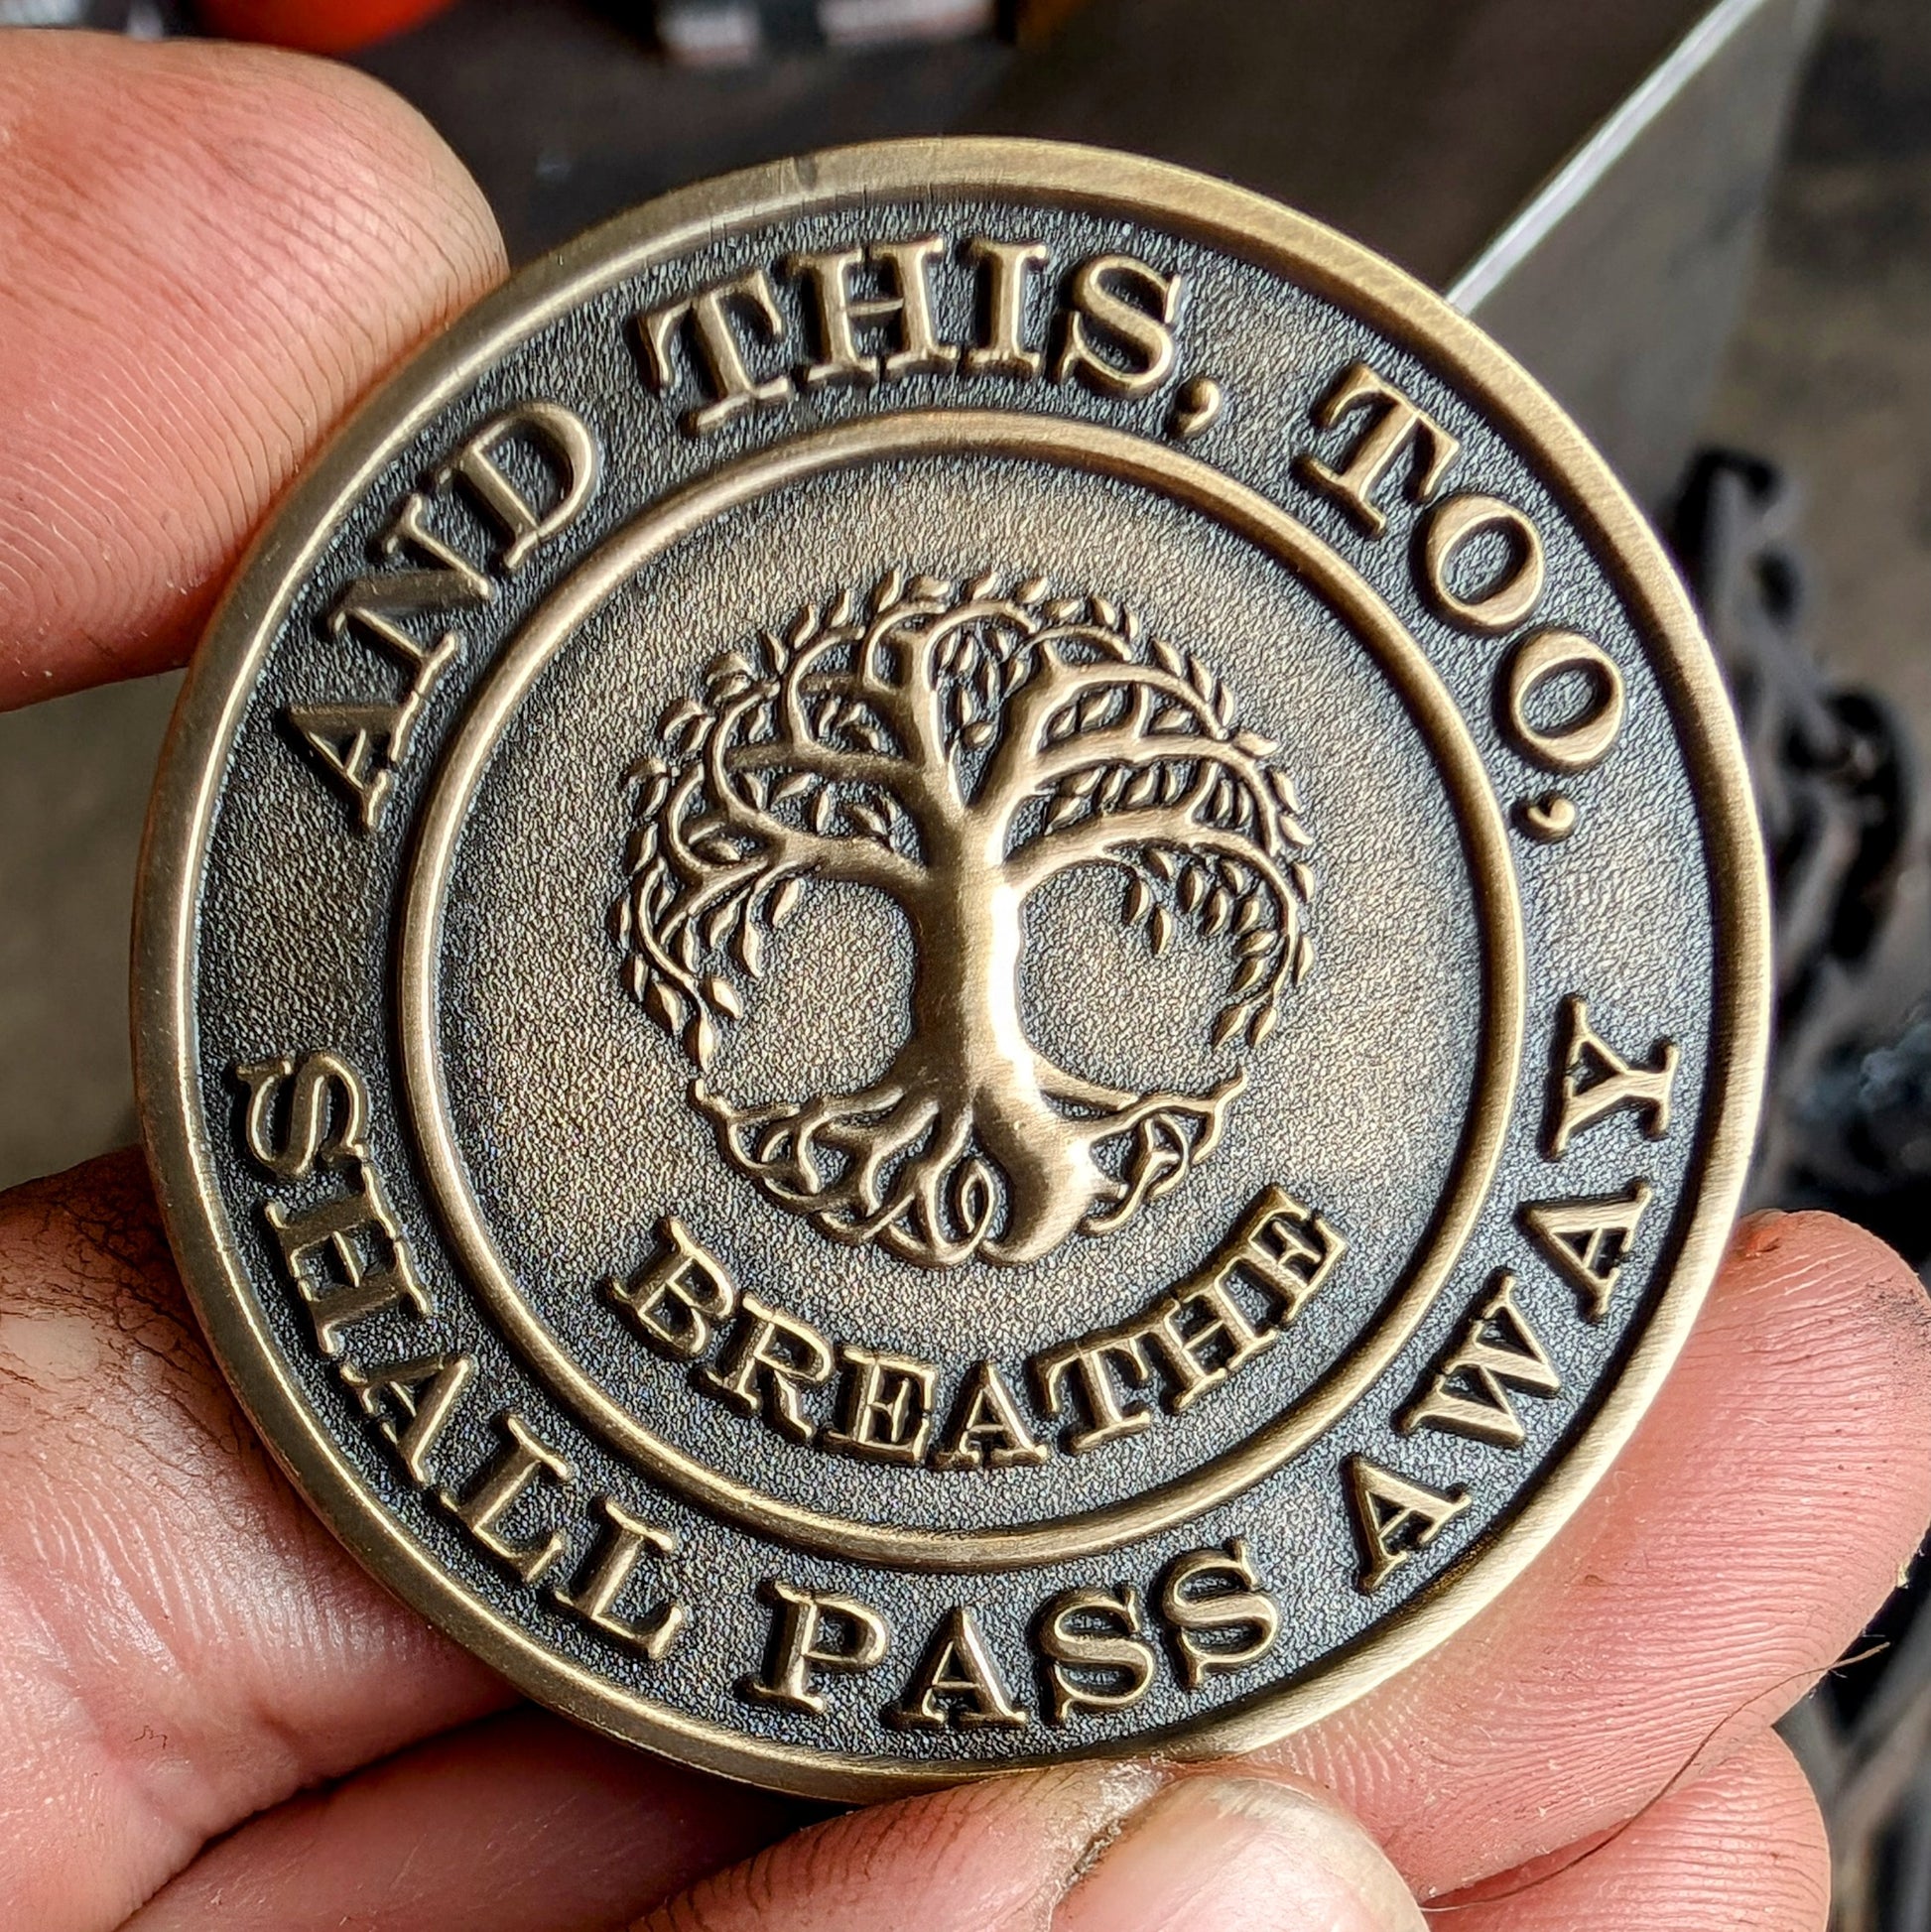 AND THIS, TOO,
SHALL PASS AWAY
BREATHE